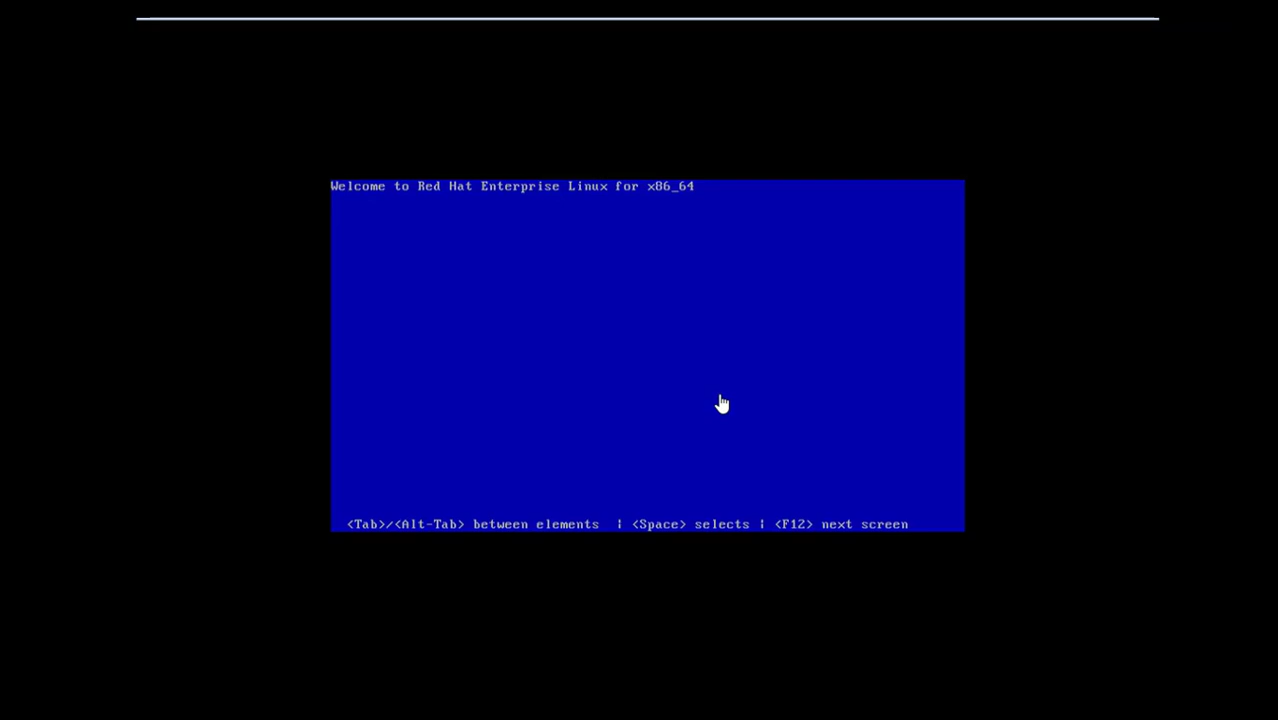 Welcome to Red Hat Enterprise Linux for x86_64
<Tab>/<Alt-Tab> between elements | <Space> selects | <F12> next screen